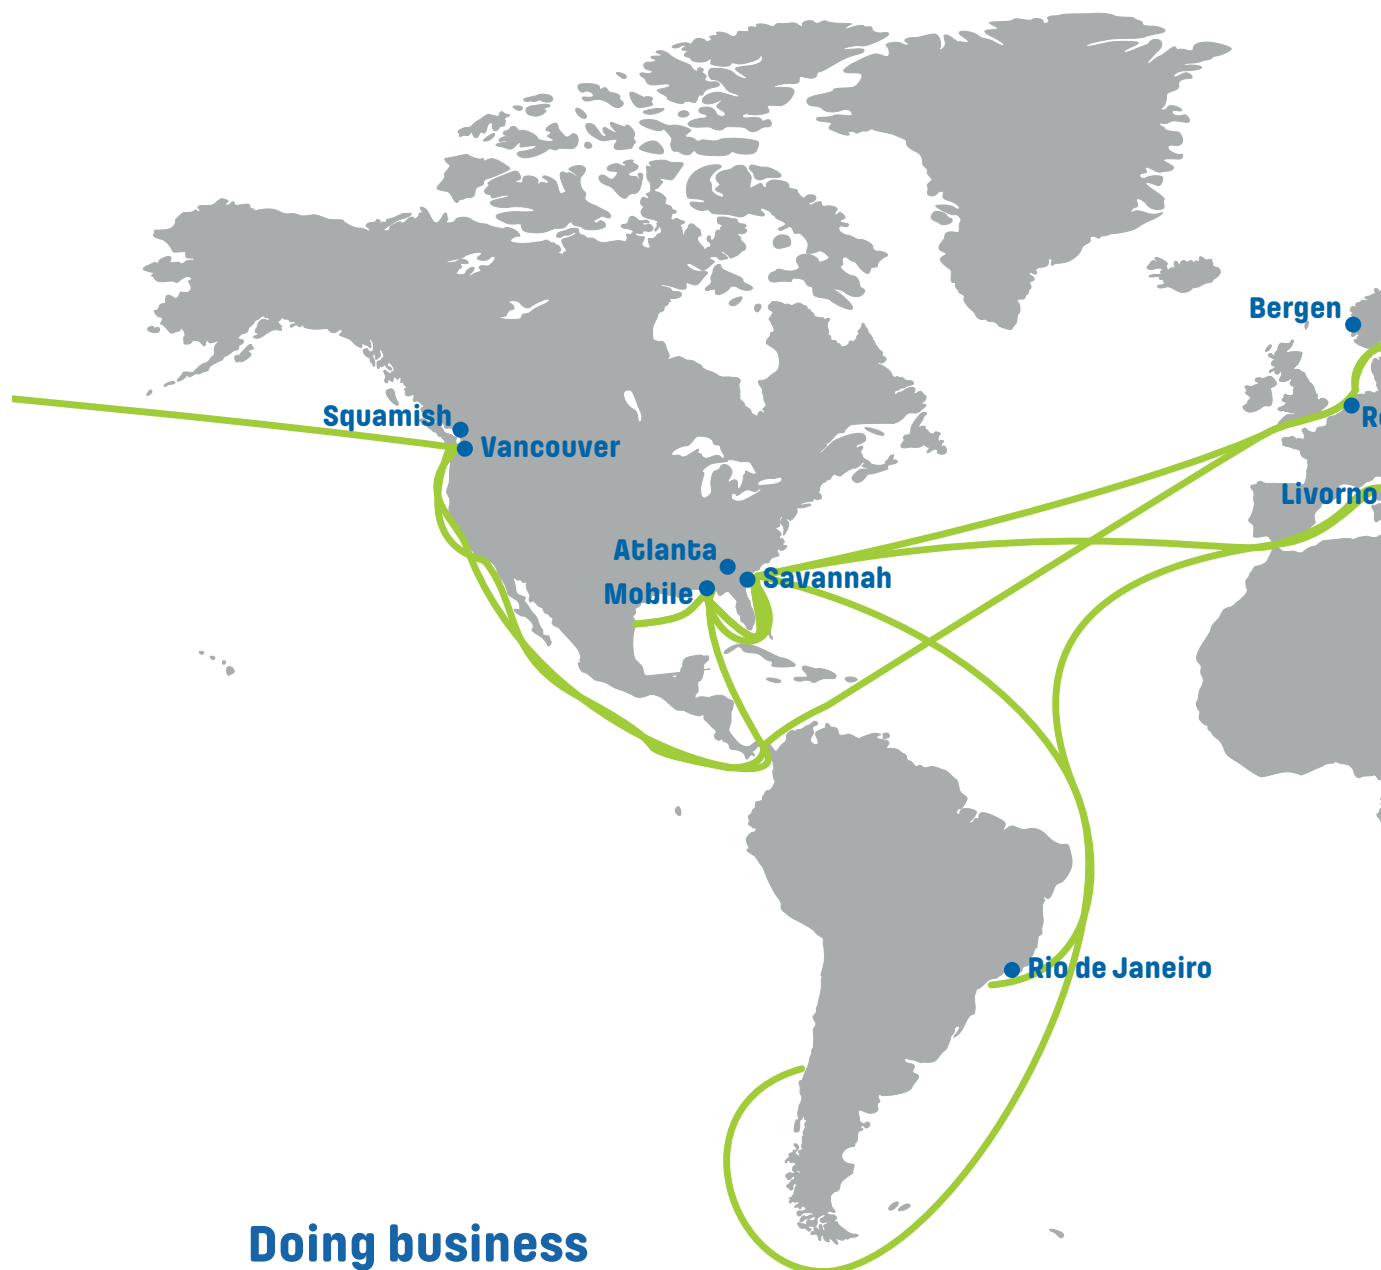 Bergen
Squamish
Vancouver
Livorno
Atlanta
Savannah
Mobile
Rio de Janeiro
Doing business